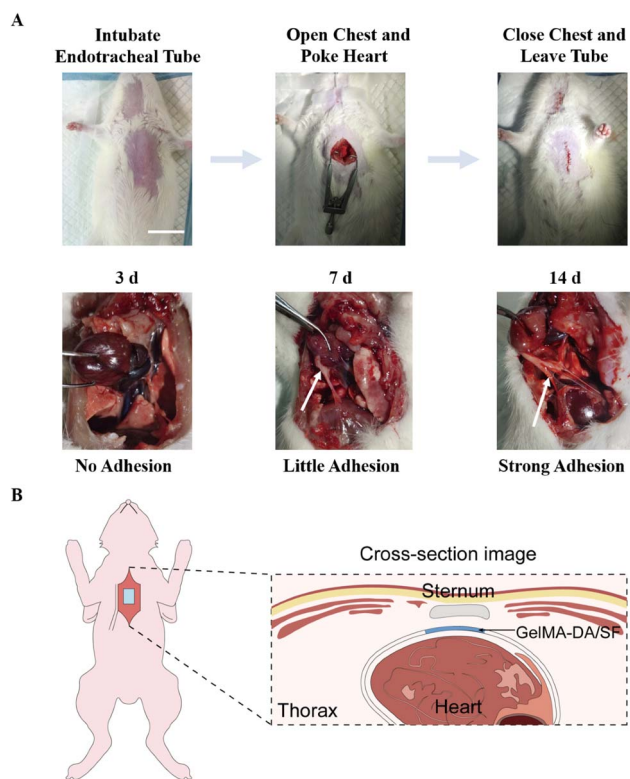 A
Intubate
Endotracheal Tube
Open Chest and
Poke Heart
Close Chest and
Leave Tube
3 d
7 d
14 d
No Adhesion
Little Adhesion
Strong Adhesion
B
Cross-section image
Sternum
GelMA-DA/SF
Thorax
Heart